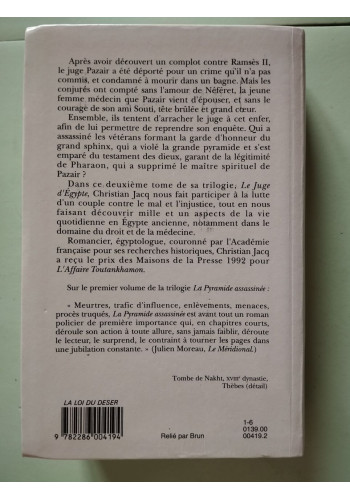 Après avoir découvert un complot contre Ramsès II,
le juge Pazair a été déporté pour un crime qu'il n'a pas
commis, et condamné à mourir dans un bagne. Mais les
conjurés ont compté sans l'amour de Néféret, la jeune
femme médecin que Pazair vient d'épouser, et sans le
courage de son ami Souti, tête brûlée et grand cœur.
Ensemble, ils tentent d'arracher le juge à cet enfer,
afin de lui permettre de reprendre son enquête. Qui a
assassiné les vétérans formant la garde d'honneur du
grand sphinx, qui a violé la grande pyramide et s'est
emparé du testament des dieux, garant de la légitimité
de Pharaon, qui a supprimé le maître spirituel de
Pazair ?
Dans ce deuxième tome de sa trilogie, Le Juge
d'Égypte, Christian Jacq nous fait participer à la lutte
d'un couple contre le mal et l'injustice, tout en nous
faisant découvrir mille et un aspects de la vie
quotidienne en Égypte ancienne, notamment dans le
domaine du droit et de la médecine.
Romancier, égyptologue, couronné par l'Académie
française pour ses recherches historiques, Christian Jacq
a reçu le prix des Maisons de la Presse 1992 pour
L'Affaire Toutankhamon.
Sur le premier volume de la trilogie La Pyramide assassinée :
« Meurtres, trafic d'influence, enlèvements, menaces,
procès truqués, La Pyramide assassinée est avant tout un roman
policier de première importance qui, en chapitres courts,
déroule son action à toute allure, sans jamais faiblir, déroute
le lecteur, le surprend, le contraint à tourner les pages dans
une jubilation constante. » (Julien Moreau, Le Méridional.)
Tombe de Nakht, XVIIIe dynastie,
Thèbes (détail)
LA LOI DU DESER
9 782286 004194
Relié par Brun
1-6
0139.00
00419.2